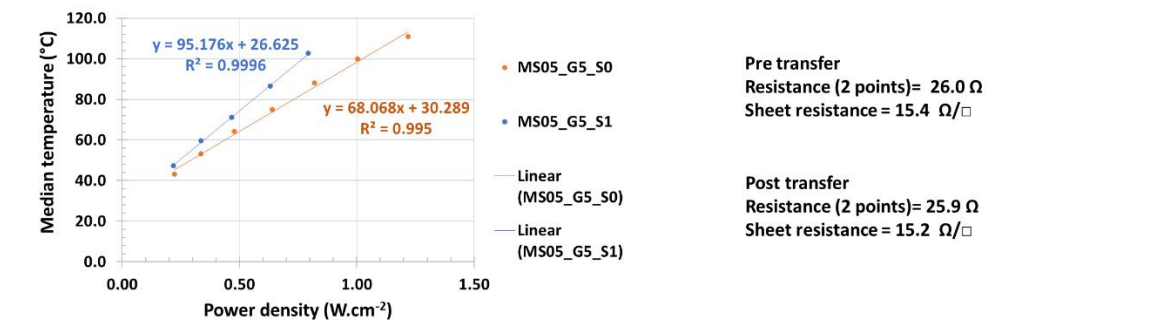 120.0
100.0
80.0
60.0
40.0
20.0
0.0
0.00
0.50
1.00
1.50
Median temperature (°C)
Power density (W.cm⁻²)
y = 95.176x + 26.625
R² = 0.9996
y = 68.068x + 30.289
R² = 0.995
MS05_G5_S0
MS05_G5_S1
Linear
(MS05_G5_S0)
Linear
(MS05_G5_S1)
Pre transfer
Resistance (2 points)= 26.0 Ω
Sheet resistance = 15.4 Ω/□
Post transfer
Resistance (2 points)= 25.9 Ω
Sheet resistance = 15.2 Ω/□